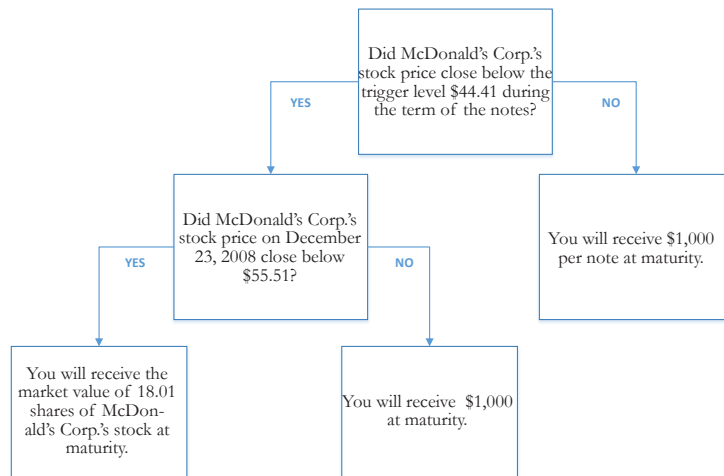 Did McDonald's Corp.'s
stock price close below the
trigger level $44.41 during
the term of the notes?
YES
NO
Did McDonald's Corp.'s
stock price on December
23, 2008 close below
$55.51?
You will receive $1,000
per note at maturity.
YES
NO
You will receive the
market value of 18.01
shares of McDon-
ald's Corp.'s stock at
maturity.
You will receive $1,000
at maturity.